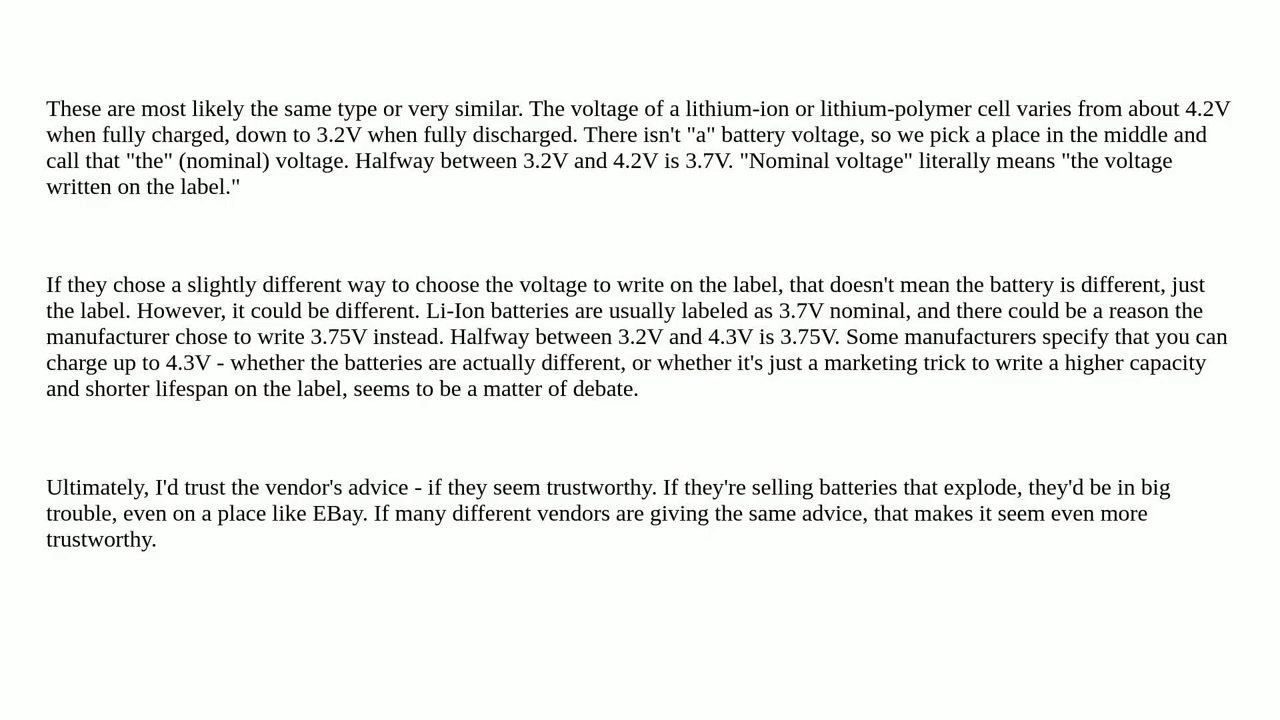 These are most likely the same type or very similar. The voltage of a lithium-ion or lithium-polymer cell varies from about 4.2V
when fully charged, down to 3.2V when fully discharged. There isn't "a" battery voltage, so we pick a place in the middle and
call that "the" (nominal) voltage. Halfway between 3.2V and 4.2V is 3.7V. "Nominal voltage" literally means "the voltage
written on the label."
If they chose a slightly different way to choose the voltage to write on the label, that doesn't mean the battery is different, just
the label. However, it could be different. Li-Ion batteries are usually labeled as 3.7V nominal, and there could be a reason the
manufacturer chose to write 3.75V instead. Halfway between 3.2V and 4.3V is 3.75V. Some manufacturers specify that you can
charge up to 4.3V - whether the batteries are actually different, or whether it's just a marketing trick to write a higher capacity
and shorter lifespan on the label, seems to be a matter of debate.
Ultimately, I'd trust the vendor's advice - if they seem trustworthy. If they're selling batteries that explode, they'd be in big
trouble, even on a place like EBay. If many different vendors are giving the same advice, that makes it seem even more
trustworthy.